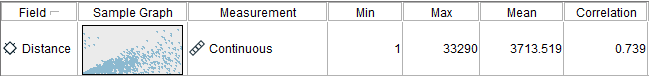 Field Sample Graph Measurement Min Max Mean Correlation
Distance Continuous 1 33290 3713.519 0.739